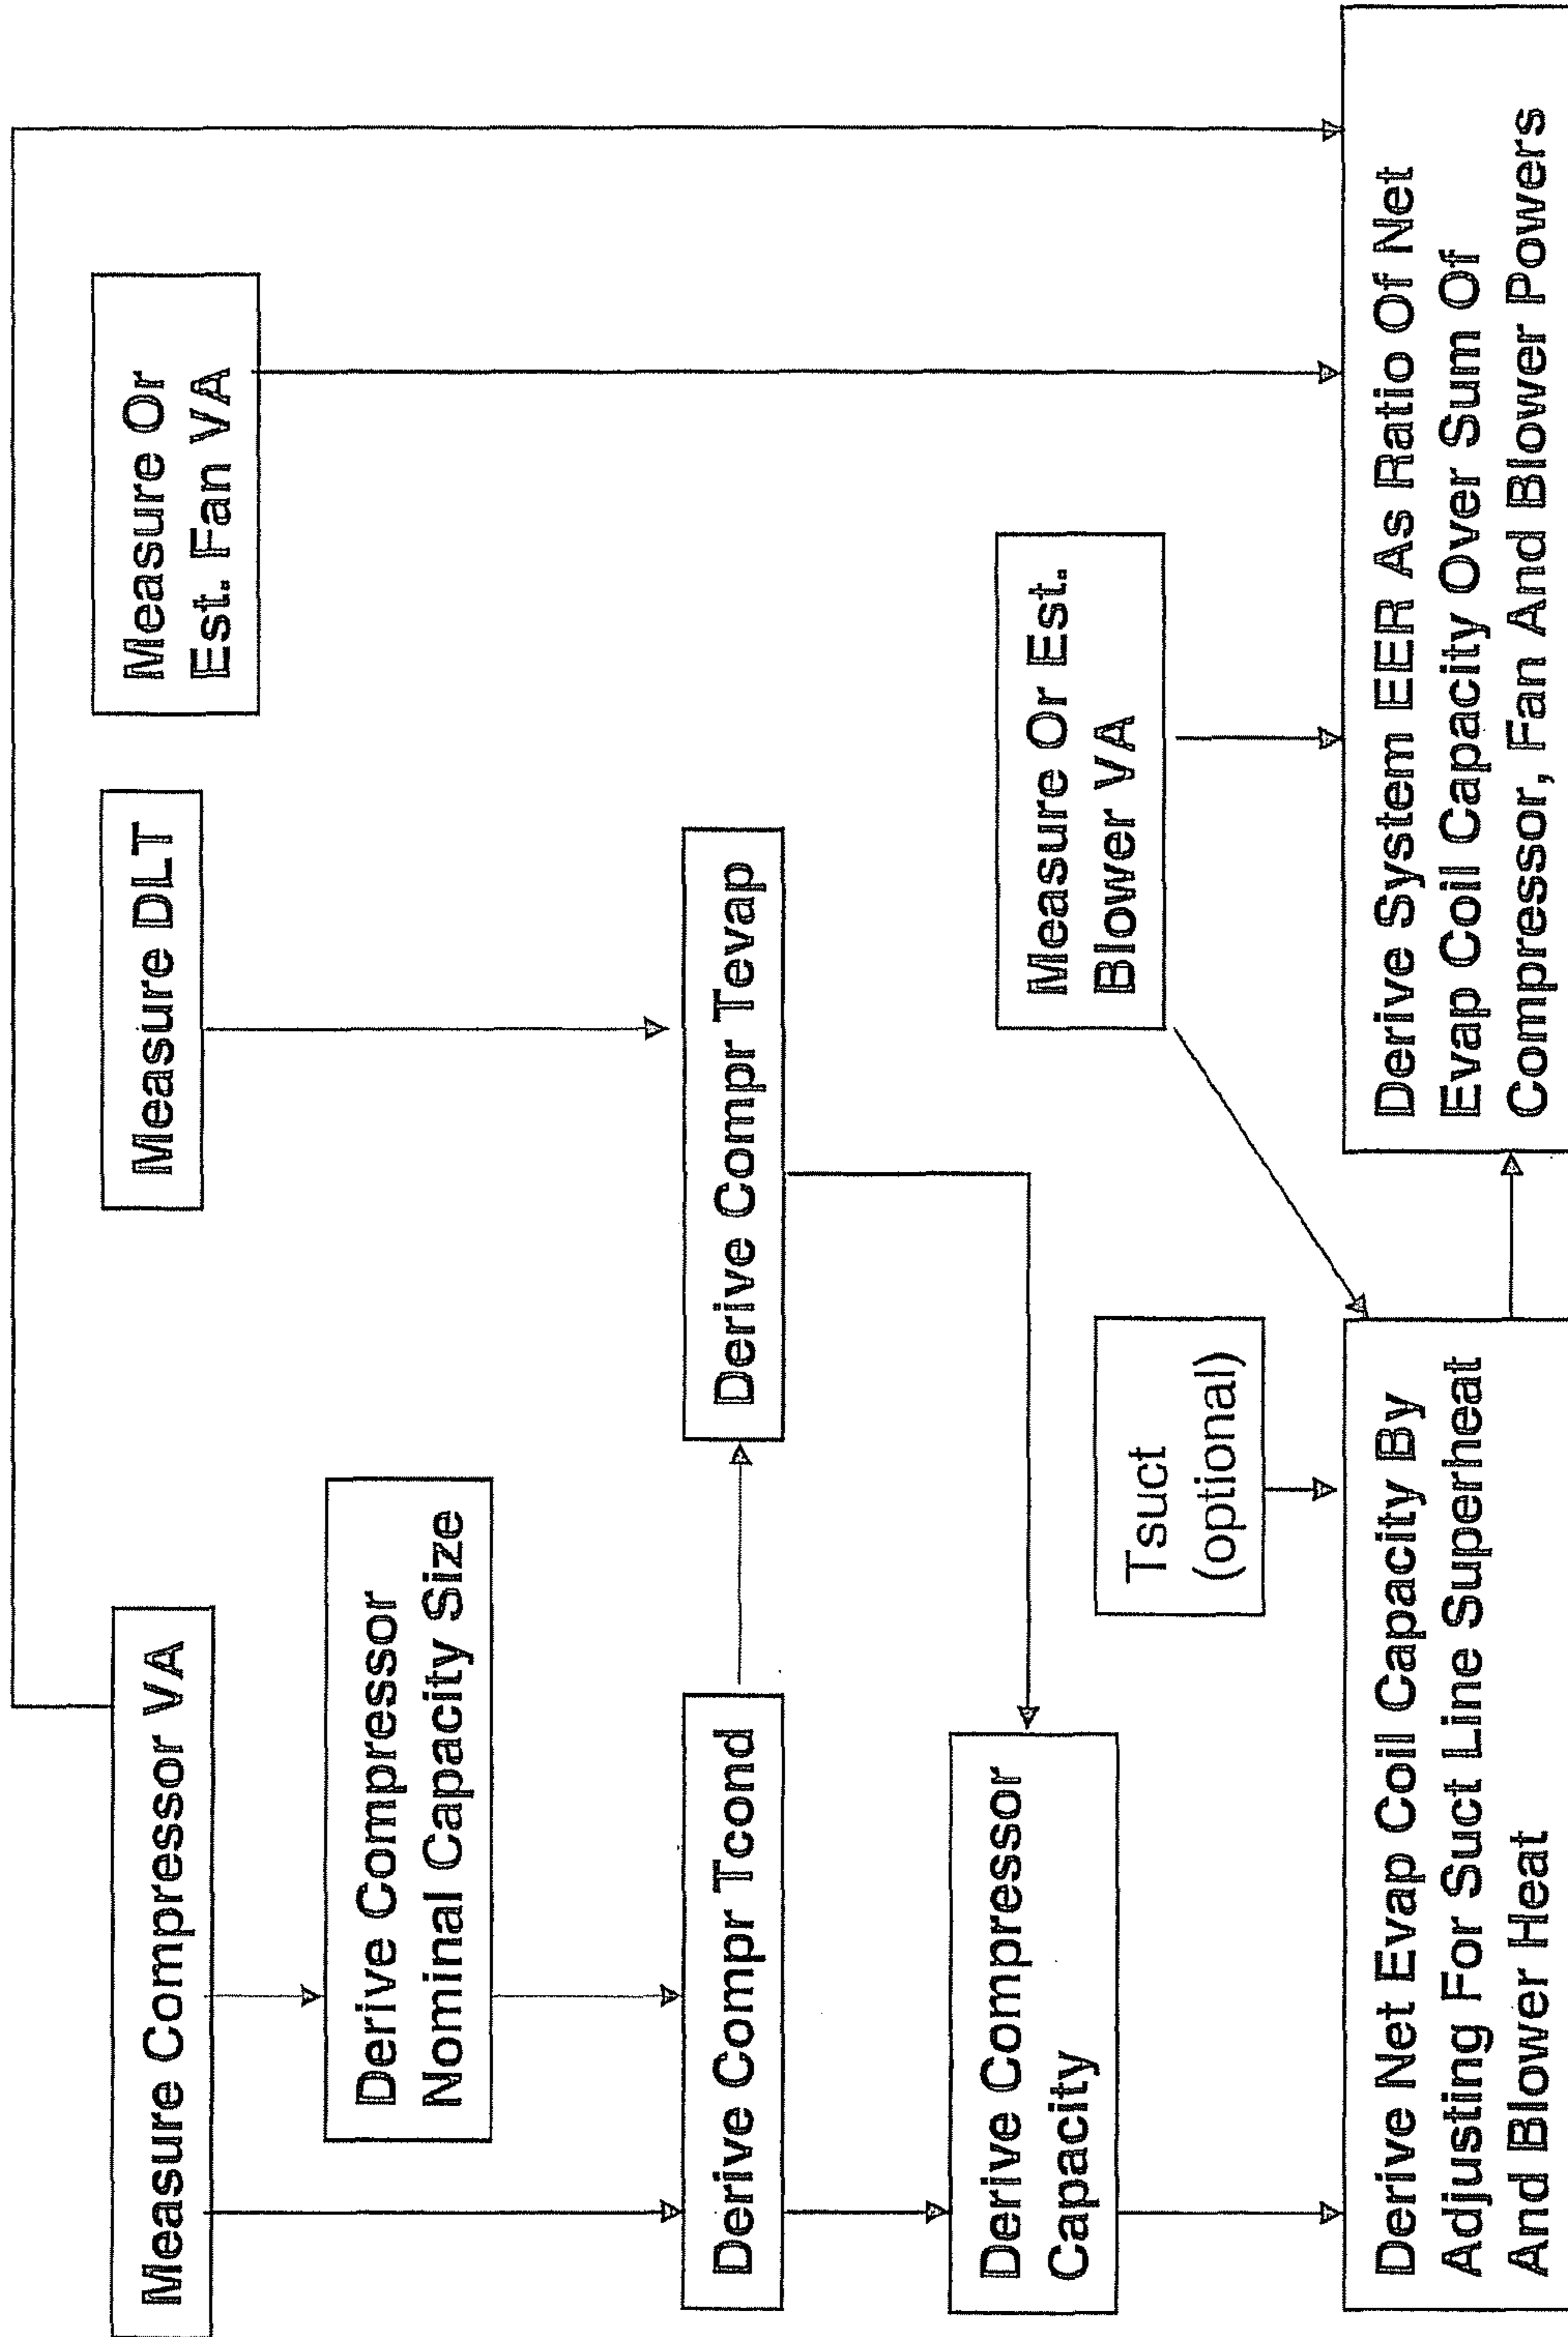 Measure Compressor VA
Measure DLT
Measure Or
Est. Fan VA
Derive Compressor
Nominal Capacity Size
Derive Compr Tcond
Derive Compr Tevap
Derive Compressor
Capacity
Measure Or Est.
Blower VA
Tsuct
(optional)
Derive Net Evap Coil Capacity By
Adjusting For Suct Line Superheat
And Blower Heat
Derive System EER As Ratio Of Net
Evap Coil Capacity Over Sum Of
Compressor, Fan And Blower Powers